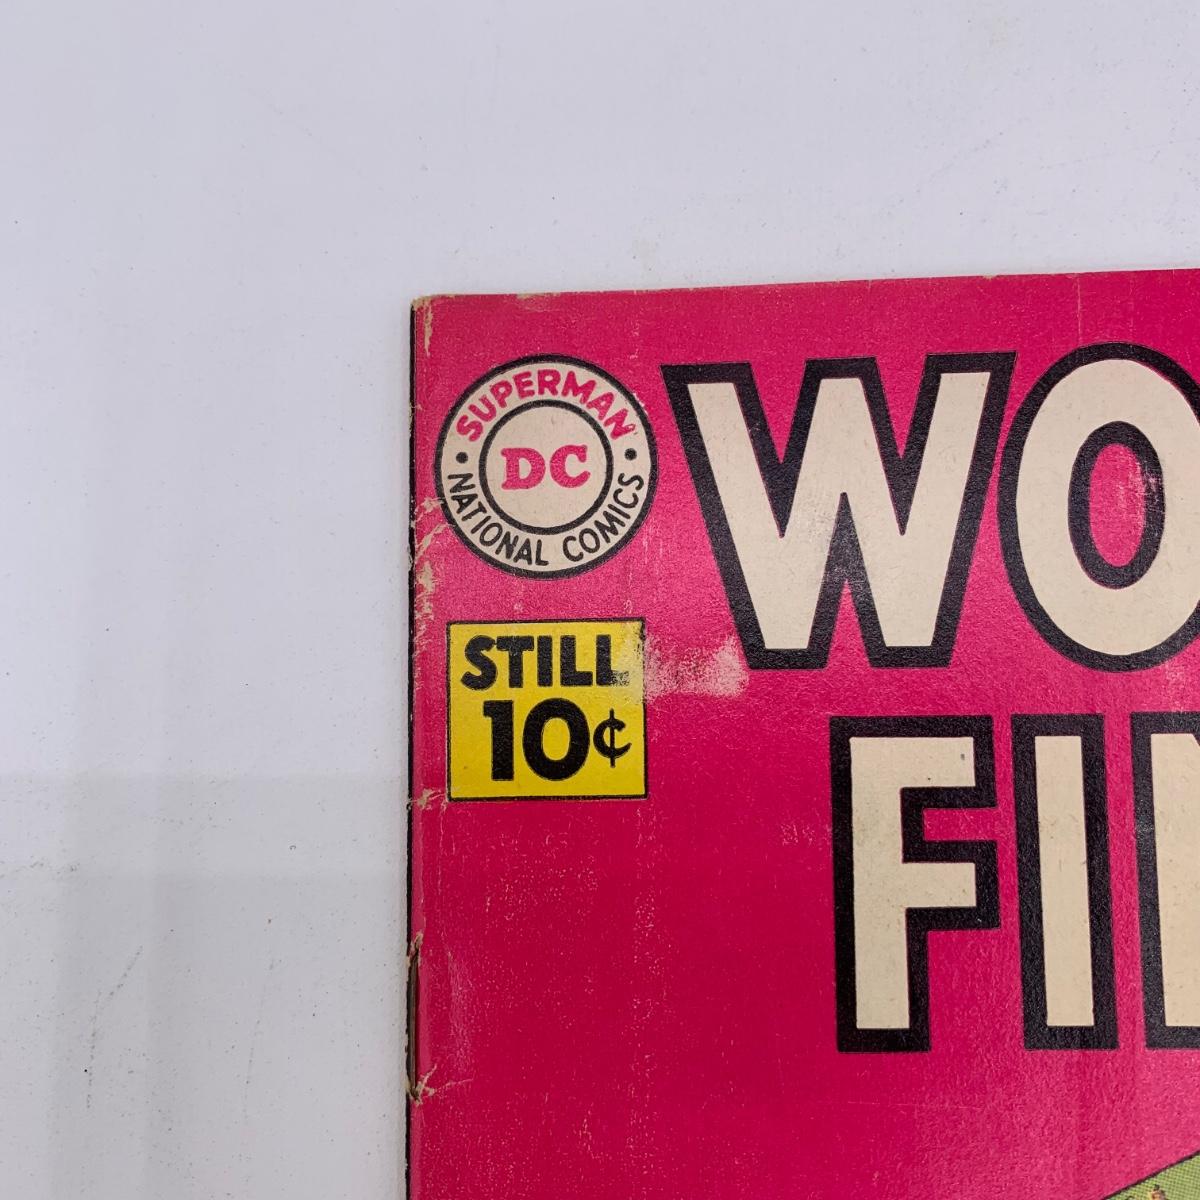 SUPERMAN
DC
NATIONAL COMICS
WO
STILL
10¢
FI